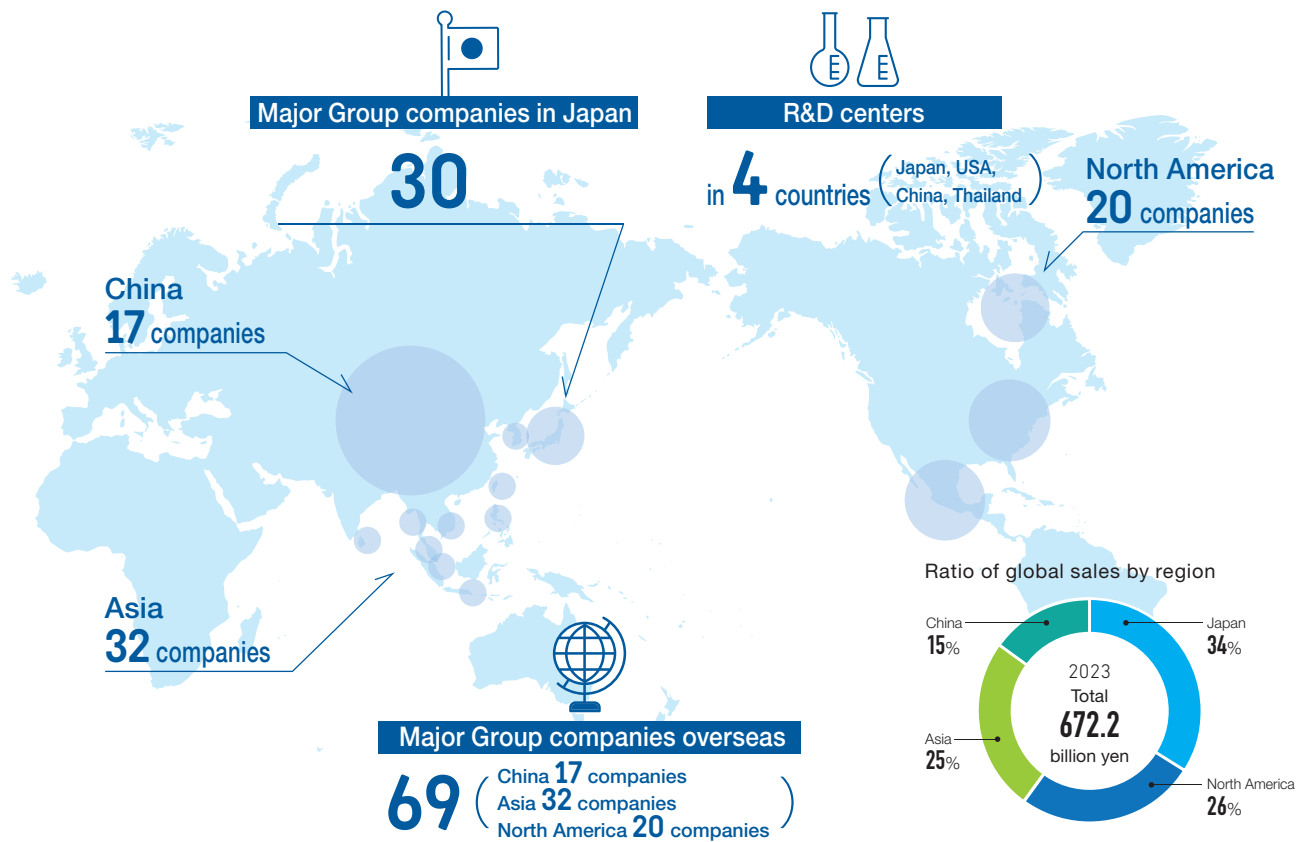 Major Group companies in Japan
30
R&D centers
in 4 countries (Japan, USA,
China, Thailand)
North America
20 companies
China
17 companies
Asia
32 companies
Major Group companies overseas
69 (China 17 companies
Asia 32 companies
North America 20 companies)
Ratio of global sales by region
China
15%
Japan
34%
2023
Total
672.2
billion yen
Asia
25%
North America
26%